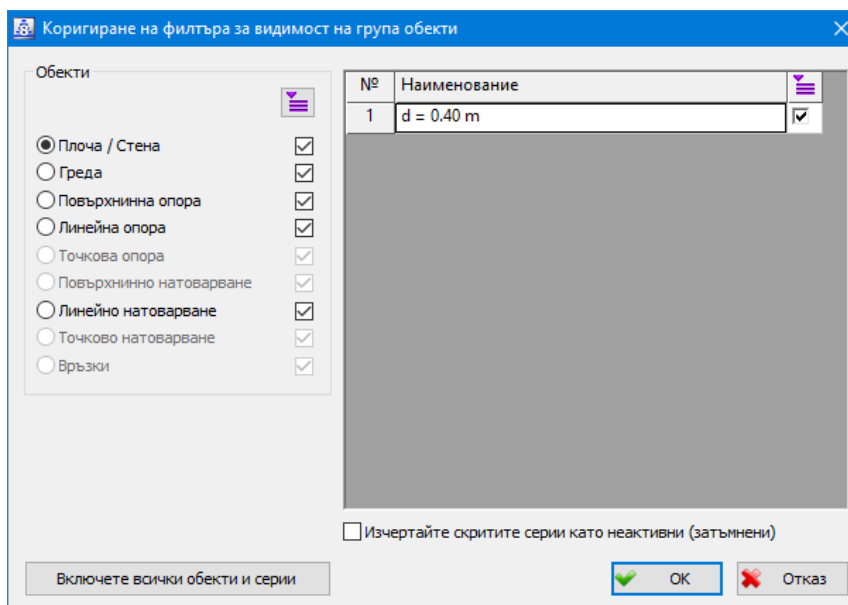 Коригиране на филтъра за видимост на група обекти
Обекти
Плоча / Стена
Греда
Повърхнинна опора
Линейна опора
Точкова опора
Повърхнинно натоварване
Линейно натоварване
Точково натоварване
Връзки
№ Наименование
1 d = 0.40 m
Изчертайте скритите серии като неактивни (затъмнени)
Включете всички обекти и серии
OK
Отказ